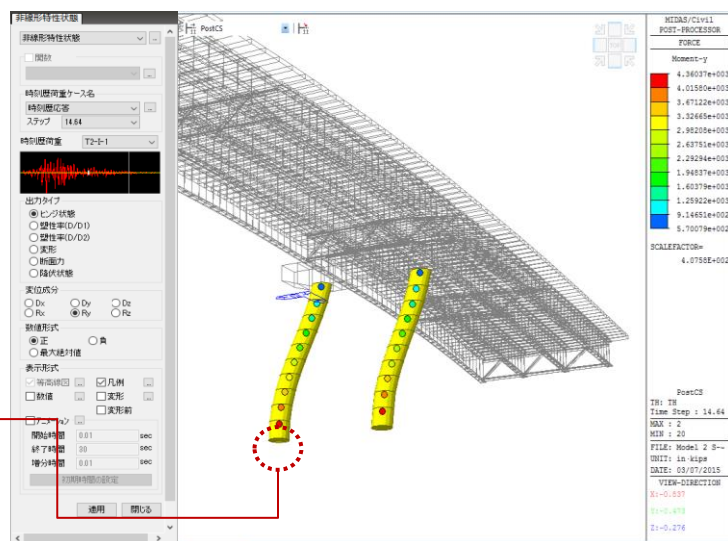 非線形特性状態
非線形特性状態
関数
時刻歴荷重ケース名
時刻歴応答
ステップ 14.64
時刻歴荷重 T2-I-1
出力タイプ
ヒンジ状態
塑性率(D/D1)
塑性率(D/D2)
変形
断面力
降伏状態
変位成分
Dx Dy Dz
Rx Ry Rz
数値形式
正 負
最大絶対値
表示形式
等高線図 凡例
数値 変形
変形前
アニメーション
開始時間 0.01 sec
終了時間 30 sec
増分時間 0.01 sec
初期時間の設定
適用 閉じる
PostCS
MIDAS/Civil
POST-PROCESSOR
FORCE
Moment-y
4.36037e+003
4.01580e+003
3.67122e+003
3.32665e+003
2.98208e+003
2.63751e+003
2.29294e+003
1.94837e+003
1.60379e+003
1.25922e+003
9.14651e+002
5.70079e+002
SCALEFACTOR=
4.0758E+002
PostCS
TH: TH
Time Step : 14.64
MAX : 2
MIN : 20
FILE: Model 2 S~~
UNIT: in·kips
DATE: 03/07/2015
VIEW-DIRECTION
X:-0.837
Z:-0.276